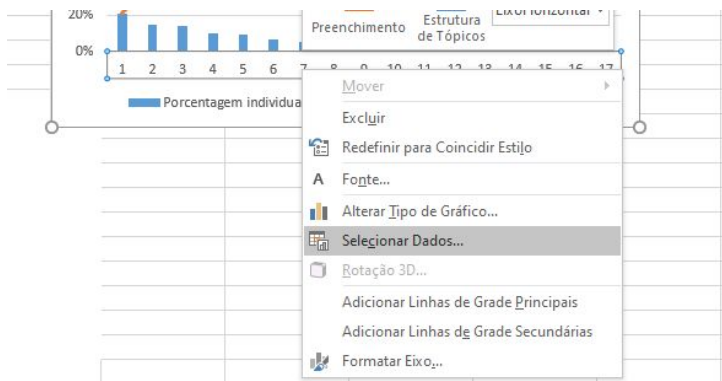 20%
0%
Preenchimento
Estrutura
de Tópicos
Eixo Horizontal
1 2 3 4 5 6 7 8 9 10 11 12 13 14 15 16 17
Porcentagem individua
Mover
Excluir
Redefinir para Coincidir Estilo
A Fonte...
Alterar Tipo de Gráfico...
Selecionar Dados...
Rotação 3D...
Adicionar Linhas de Grade Principais
Adicionar Linhas de Grade Secundárias
Formatar Eixo...